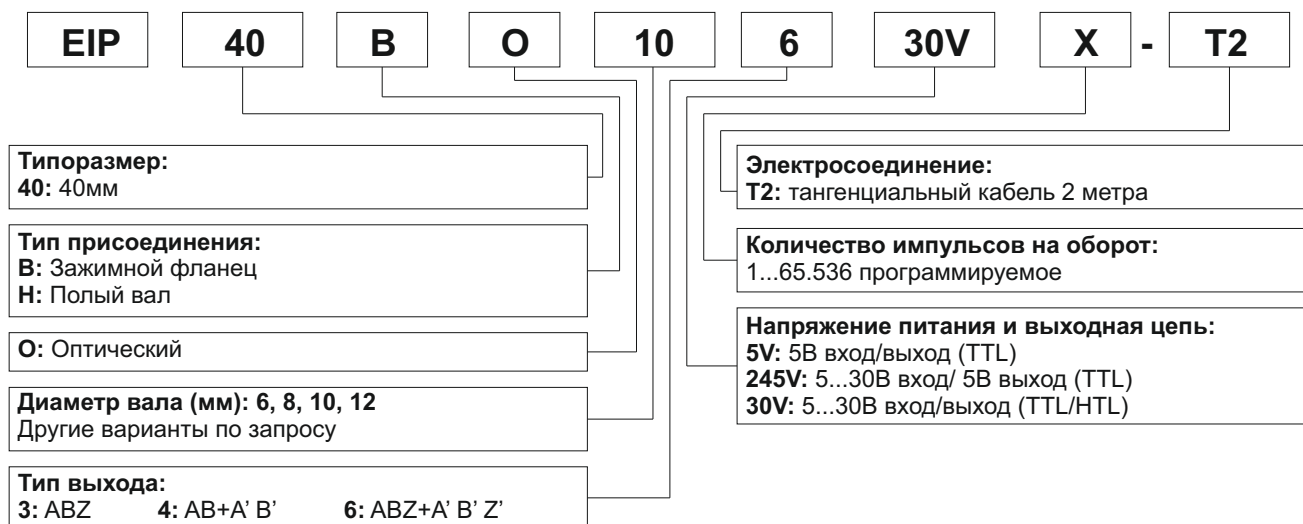 EIP 40 B O 10 6 30V X - T2
Типоразмер:
40: 40мм
Тип присоединения:
B: Зажимной фланец
H: Полый вал
O: Оптический
Диаметр вала (мм): 6, 8, 10, 12
Другие варианты по запросу
Тип выхода:
3: ABZ 4: AB+A’ B’ 6: ABZ+A’ B’ Z’
Электросоединение:
T2: тангенциальный кабель 2 метра
Количество импульсов на оборот:
1...65.536 программируемое
Напряжение питания и выходная цепь:
5V: 5В вход/выход (TTL)
245V: 5...30В вход/ 5В выход (TTL)
30V: 5...30В вход/выход (TTL/HTL)